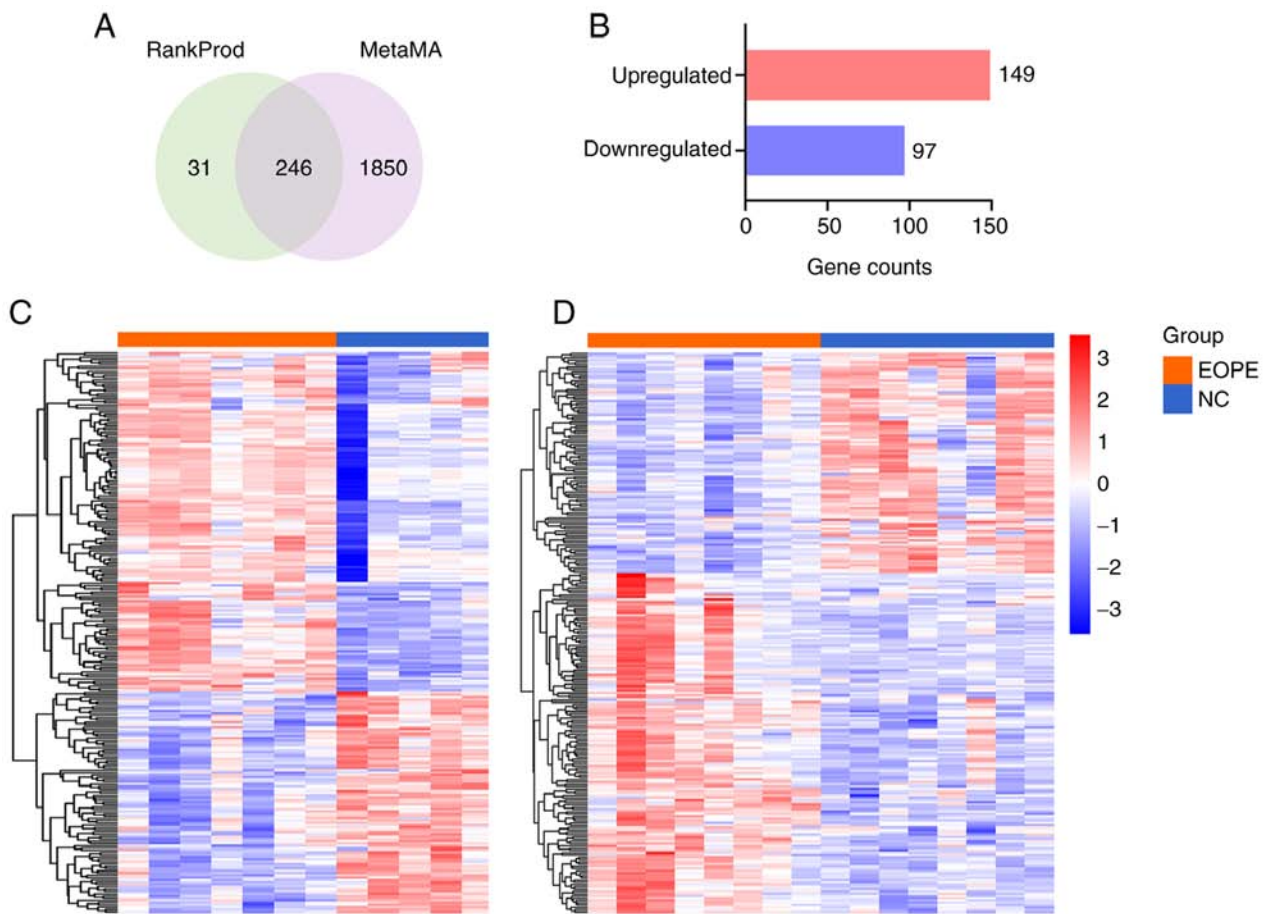 A
RankProd
MetaMA
31
246
1850
B
Upregulated
149
Downregulated
97
0
50
100
150
Gene counts
C
D
3
2
1
0
−1
−2
−3
Group
EOPE
NC